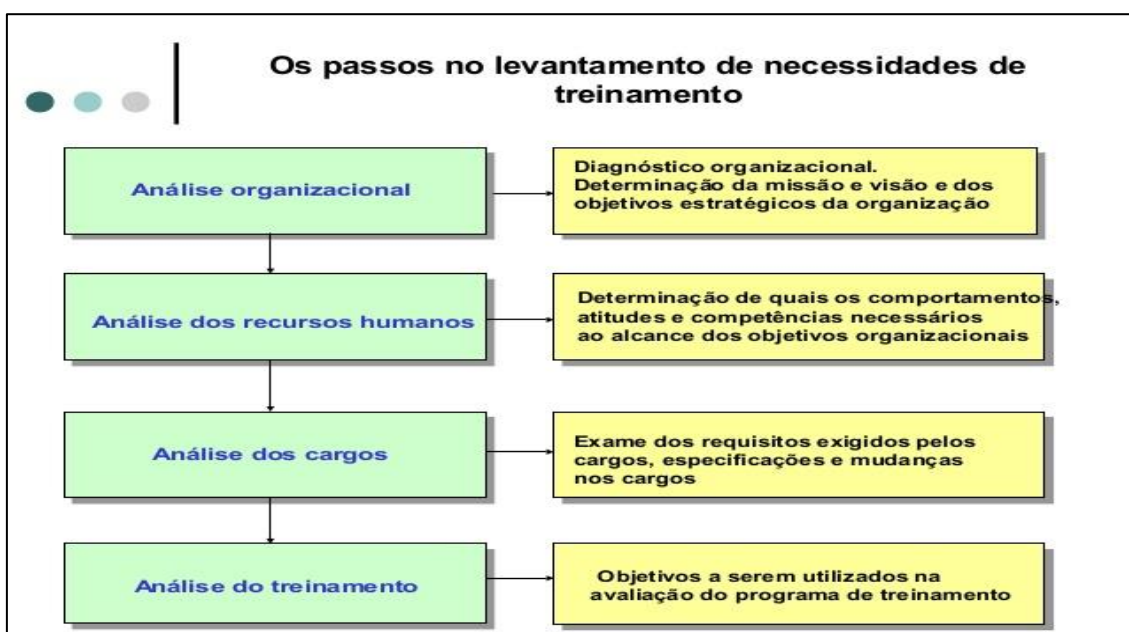 Os passos no levantamento de necessidades de
treinamento
Análise organizacional
Diagnóstico organizacional.
Determinação da missão e visão e dos
objetivos estratégicos da organização
Análise dos recursos humanos
Determinação de quais os comportamentos,
atitudes e competências necessários
ao alcance dos objetivos organizacionais
Análise dos cargos
Exame dos requisitos exigidos pelos
cargos, especificações e mudanças
nos cargos
Análise do treinamento
Objetivos a serem utilizados na
avaliação do programa de treinamento